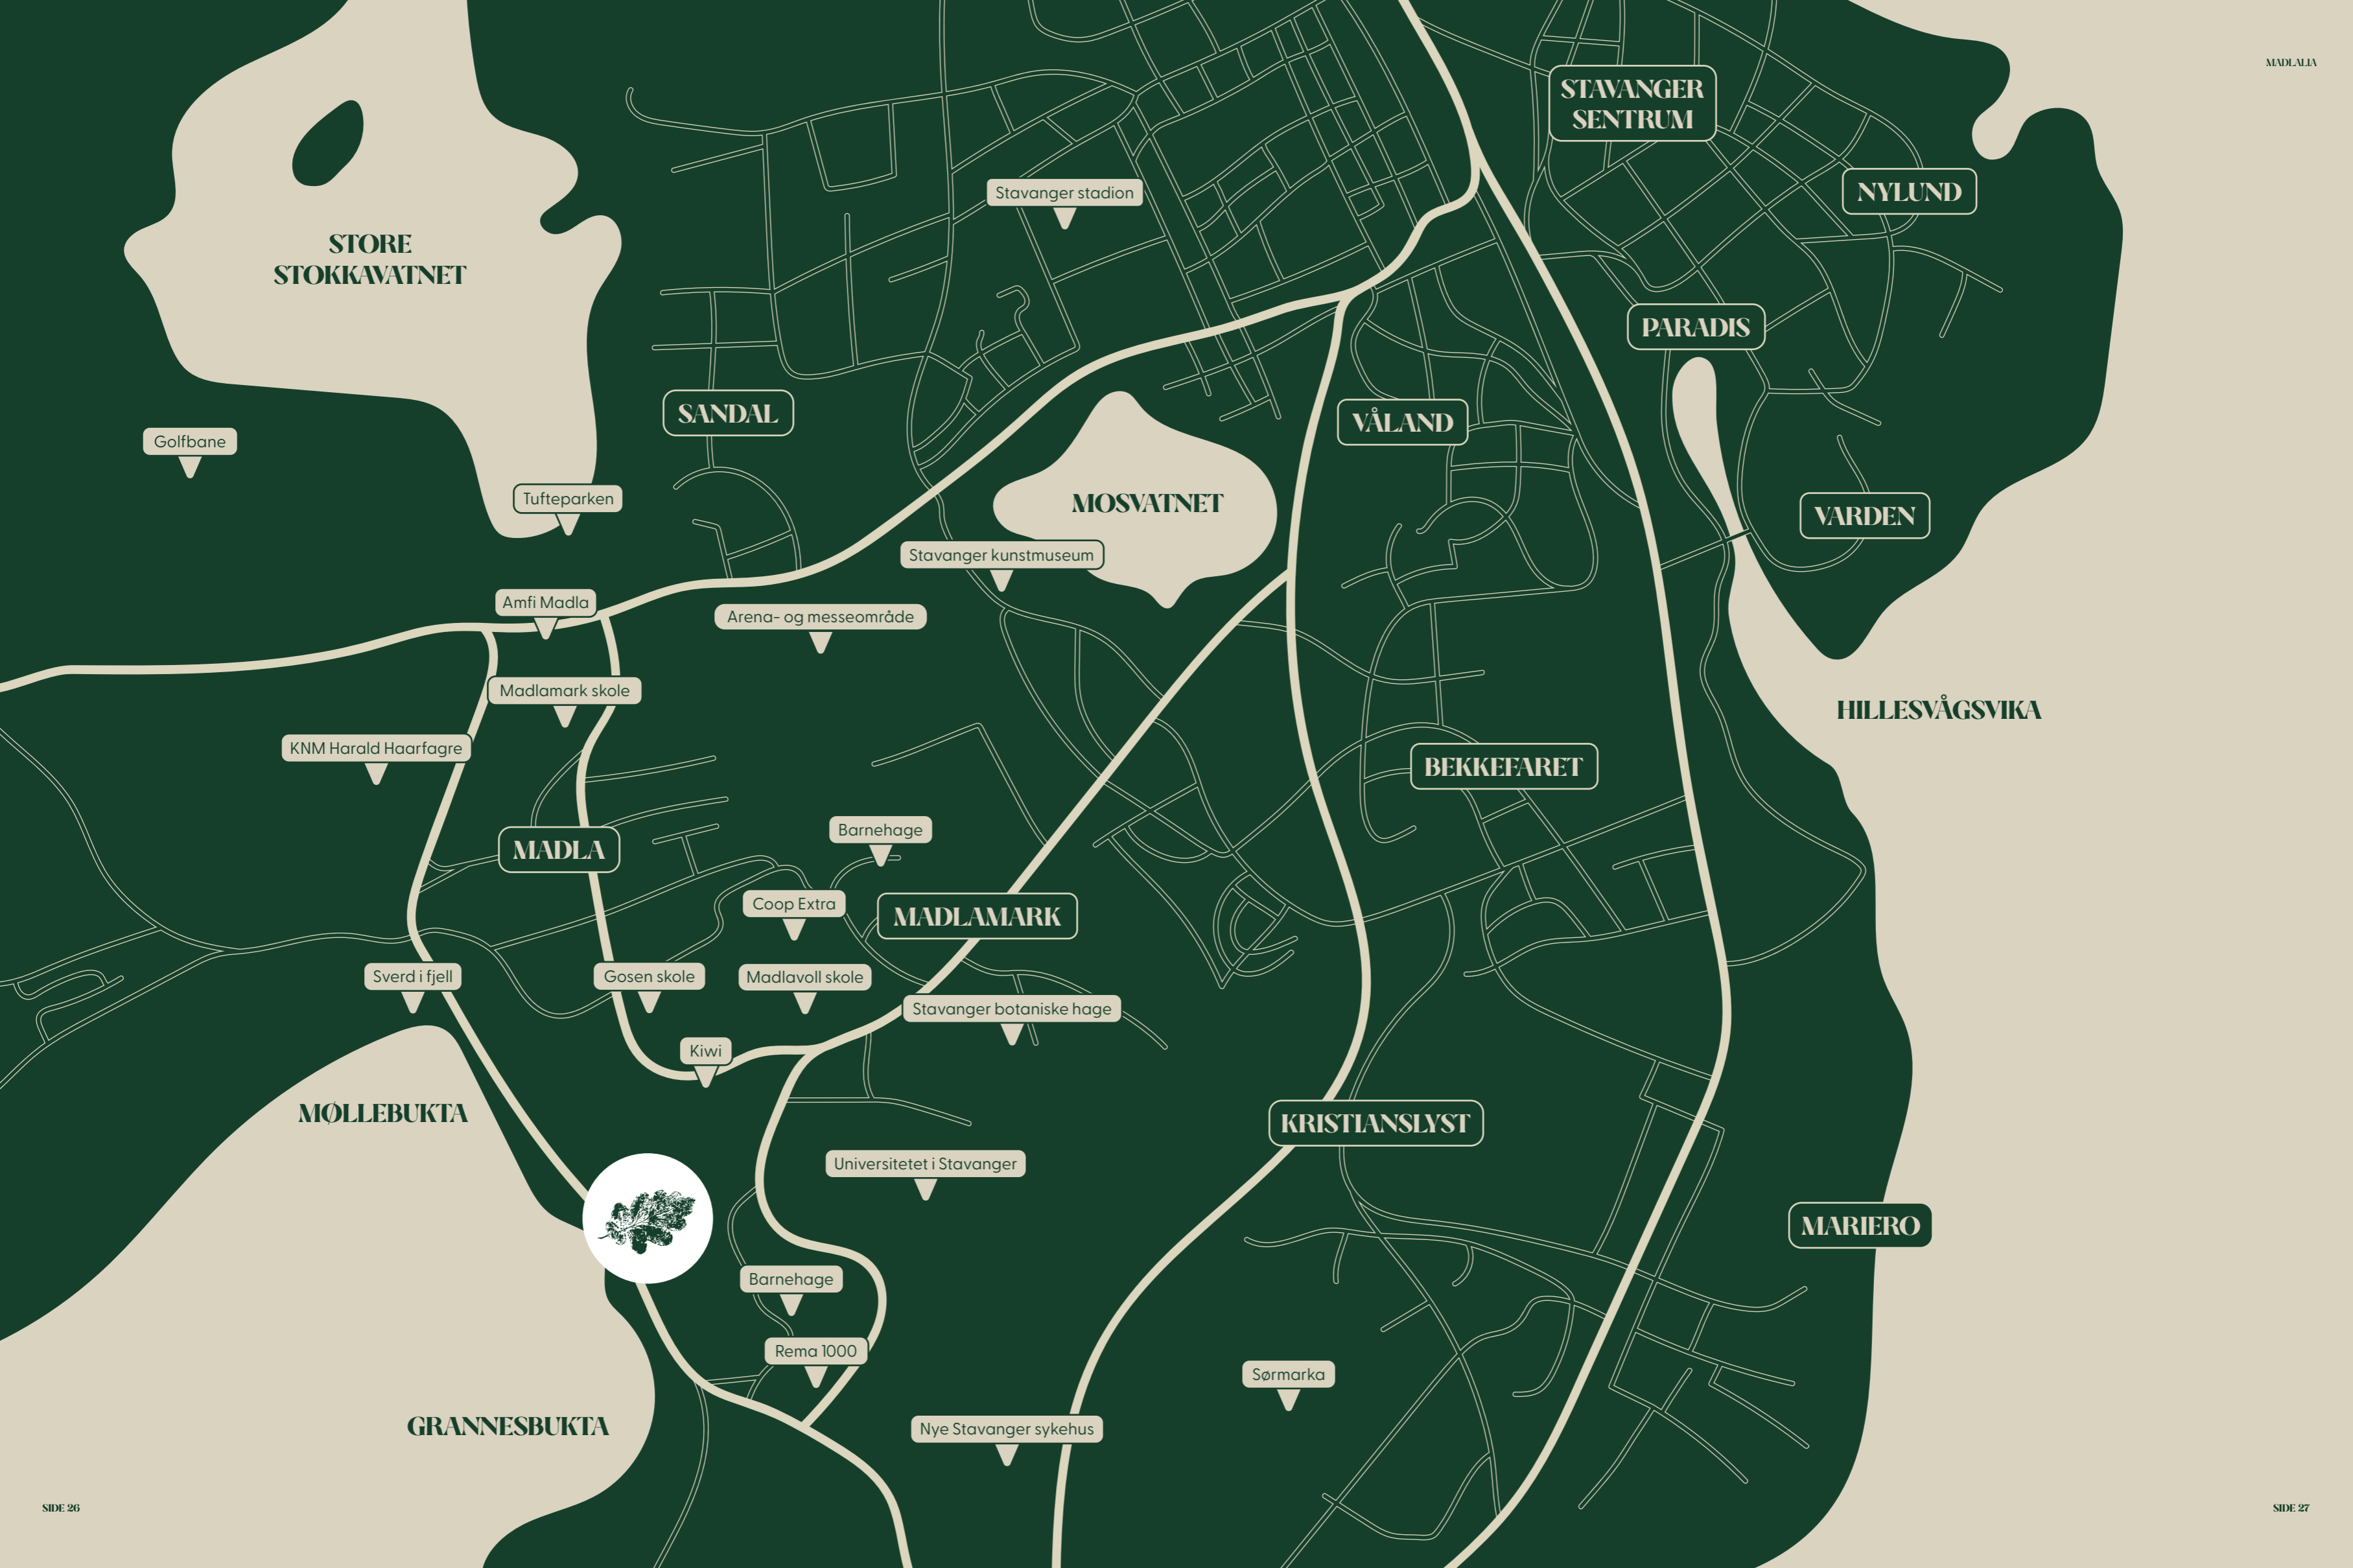 MADLALIA
STAVANGER
SENTRUM
NYLUND
Stavanger stadion
STORE
STOKKAVATNET
PARADIS
SANDAL
VÅLAND
Golfbane
Tufteparken
MOSVATNET
VARDEN
Stavanger kunstmuseum
Amfi Madla
Arena- og messeområde
Madlamark skole
HILLESVÅGSVIKA
KNM Harald Haarfagre
BEKKEFARET
Barnehage
MADLA
Coop Extra
MADLAMARK
Sverd i fjell
Gosen skole
Madlavoll skole
Stavanger botaniske hage
Kiwi
MØLLEBUKTA
KRISTIANSLYST
Universitetet i Stavanger
MARIERO
Barnehage
Rema 1000
Sørmarka
GRANNESBUKTA
Nye Stavanger sykehus
SIDE 26
SIDE 27